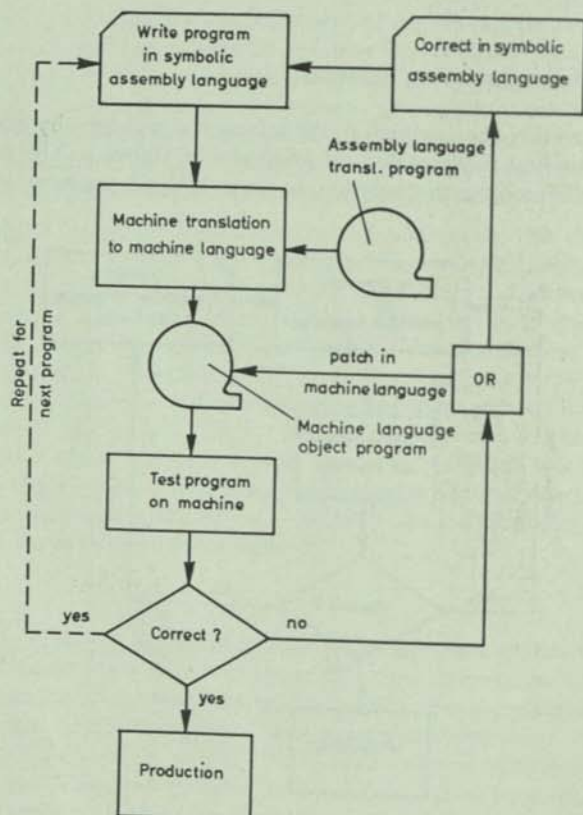 Write program
in symbolic
assembly language
Correct in symbolic
assembly language
Assembly language
transl. program
Machine translation
to machine language
Repeat for
next program
patch in
machine language
OR
Machine language
object program
Test program
on machine
yes
Correct ?
no
yes
Production